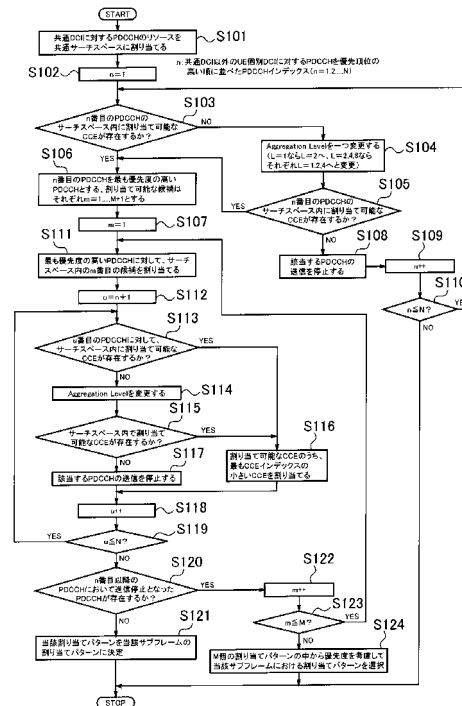 START
共通DCIに対するPDCCHのリソースを
共通サーチスペースに割り当てる
S101
S102
n=1
n: 共通DCI以外のUE個別DCIに対するPDCCHを優先順位の
高い順に並べたPDCCHインデックス(n=1,2,...,N)
S103
n番目のPDCCHの
サーチスペース内に割り当て可能な
CCEが存在するか?
NO
YES
Aggregation Levelを一つ変更する
(L=1ならL=2へ、L=2,4,8なら
それぞれL=1,2,4へと変更)
S104
S105
n番目のPDCCHの
サーチスペース内に割り当て可能な
CCEが存在するか?
YES
NO
S106
n番目のPDCCHを最も優先度の高い
PDCCHとする、割り当て可能な候補は
それぞれm=1,...,M+1とする
m=1
S107
S108
該当するPDCCHの
送信を停止する
S109
n++
S110
n≦N?
YES
NO
S111
最も優先度の高いPDCCHに対して、サーチ
スペース内のm番目の候補を割り当てる
u=n+1
S112
S113
u番目のPDCCHに対して、
サーチスペース内に割り当て可能な
CCEが存在するか?
YES
NO
Aggregation Levelを変更する
S114
S115
サーチスペース内で割り当て
可能なCCEが存在するか?
YES
NO
S116
割り当て可能なCCEのうち、
最もCCEインデックスの
小さいCCEを割り当てる
S117
該当するPDCCHの送信を停止する
u++
S118
S119
u≦N?
YES
NO
S120
n番目以降の
PDCCHにおいて送信停止となった
PDCCHが存在するか?
YES
NO
S122
m++
S123
m≦M?
YES
NO
S121
当該割り当てパターンを当該サブフレームの
割り当てパターンに決定
S124
M個の割り当てパターンの中から優先度を考慮して
当該サブフレームにおける割り当てパターンを選択
STOP